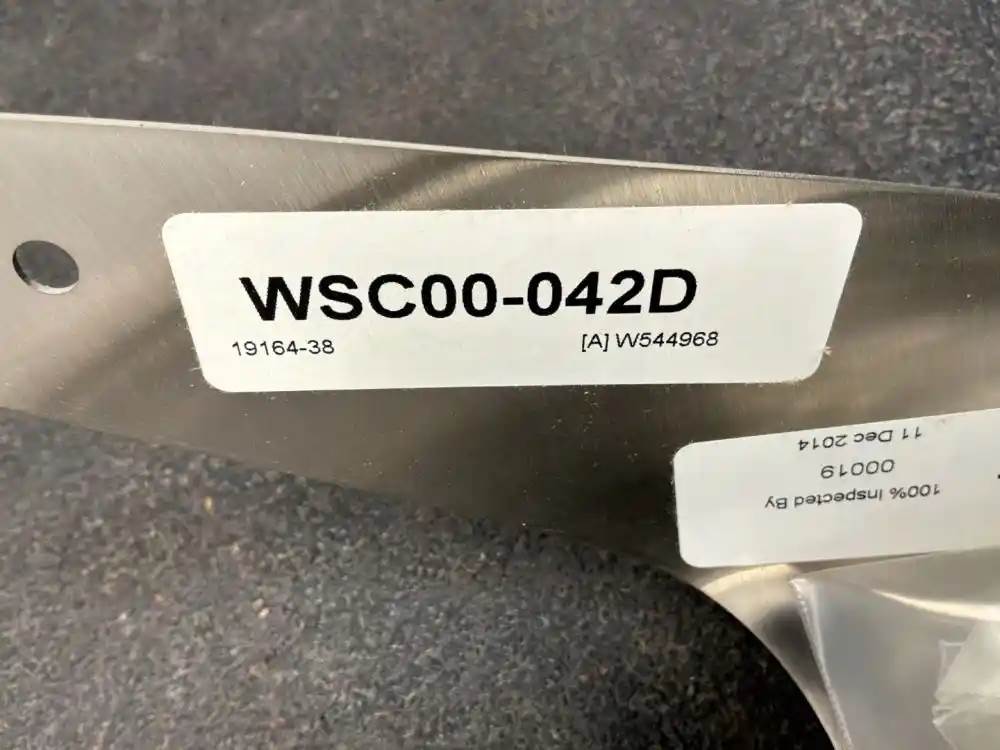 WSC00-042D
19164-38
[A] W544968
100% Inspected By
00019
11 Dec 2014